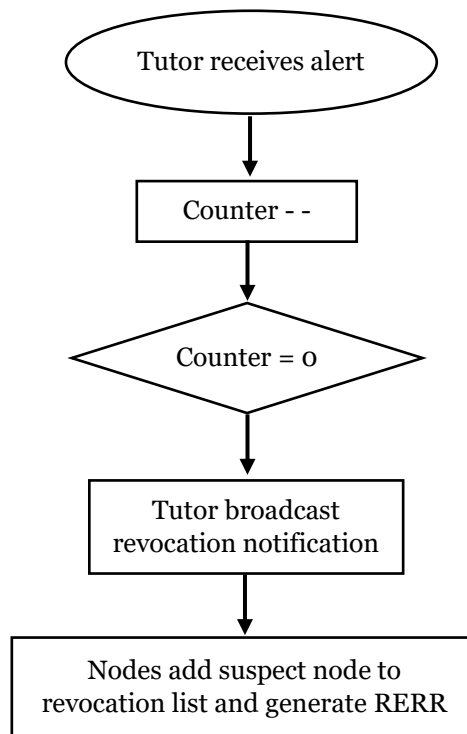 Tutor receives alert
Counter - -
Counter = 0
Tutor broadcast
revocation notification
Nodes add suspect node to
revocation list and generate RERR